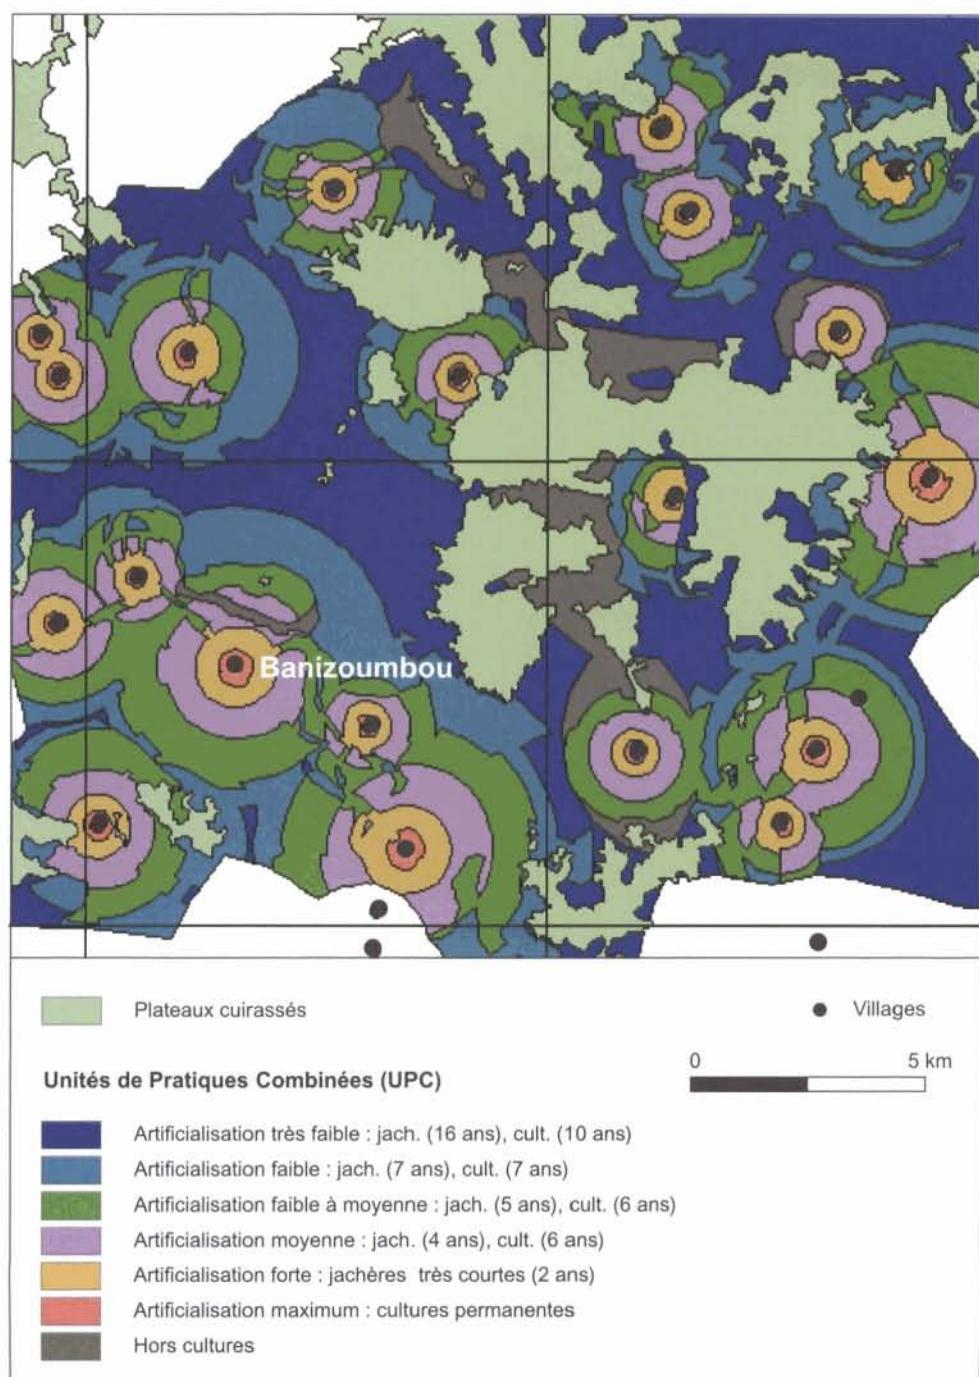 Banizoumbou
Plateaux cuirassés
Villages
0 5 km
Unités de Pratiques Combinées (UPC)
Artificialisation très faible : jach. (16 ans), cult. (10 ans)
Artificialisation faible : jach. (7 ans), cult. (7 ans)
Artificialisation faible à moyenne : jach. (5 ans), cult. (6 ans)
Artificialisation moyenne : jach. (4 ans), cult. (6 ans)
Artificialisation forte : jachères très courtes (2 ans)
Artificialisation maximum : cultures permanentes
Hors cultures